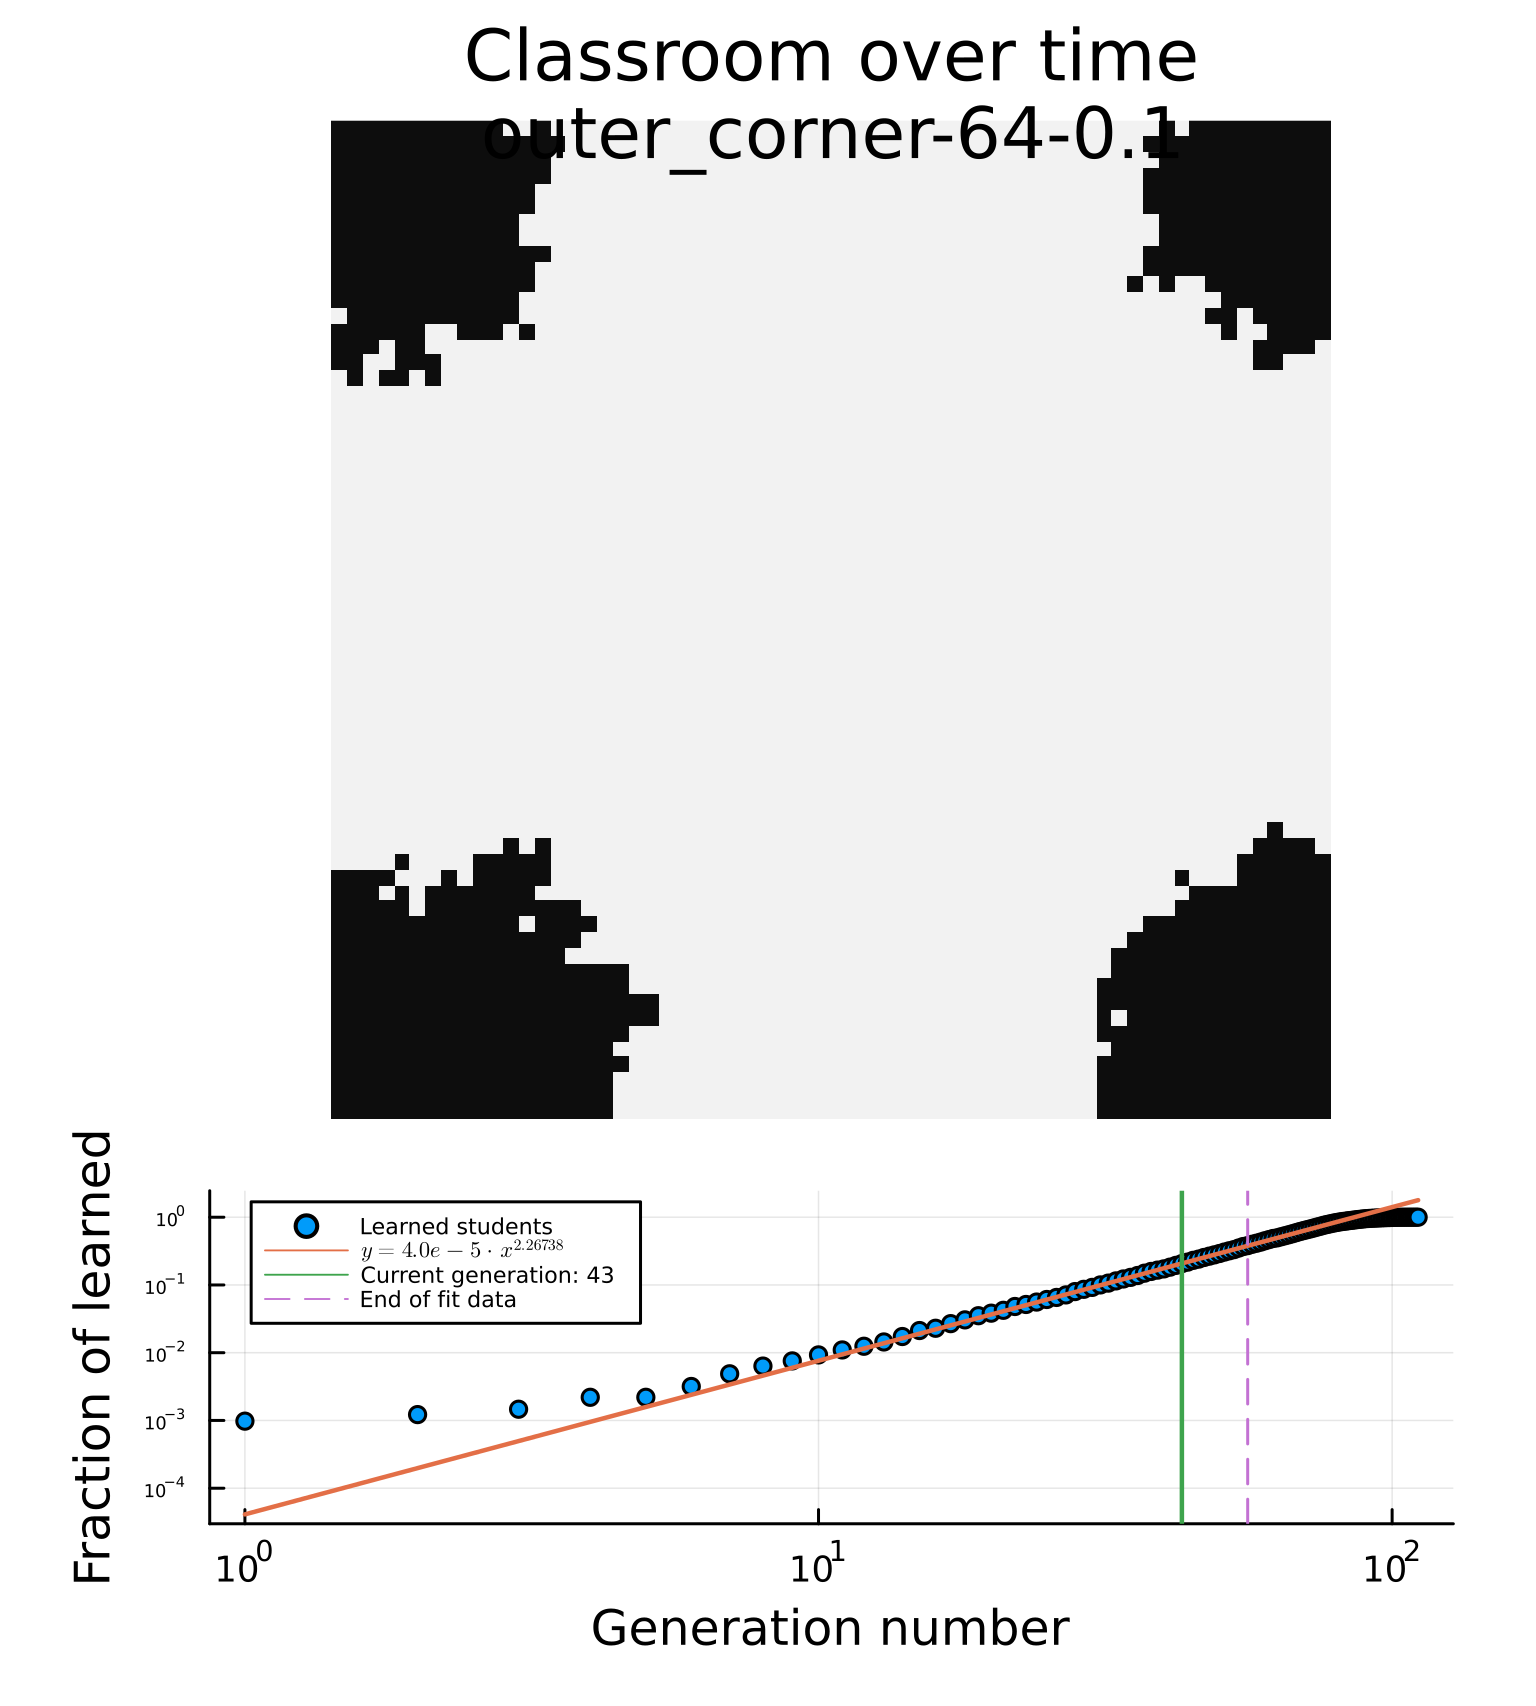 Classroom over time
outer_corner-64-0.1
Fraction of learned
10^0
10^-1
10^-2
10^-3
10^-4
Learned students
y = 4.0e − 5 · x^2.26738
Current generation: 43
End of fit data
10^0 10^1 10^2
Generation number